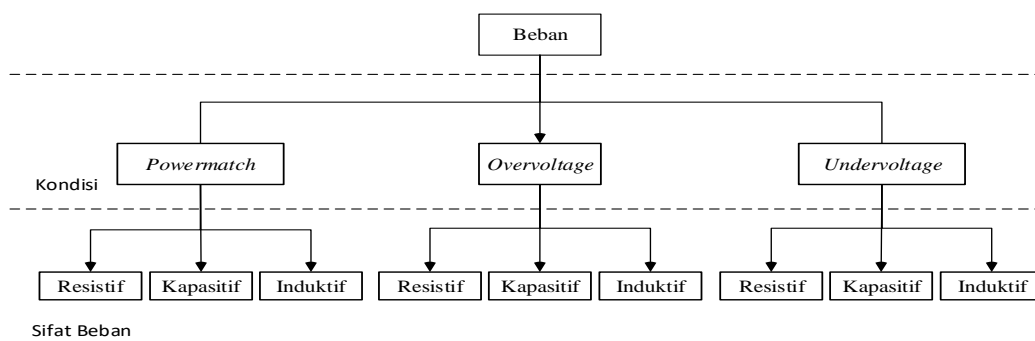 Beban
Powermatch
Overvoltage
Undervoltage
Kondisi
Resistif
Kapasitif
Induktif
Resistif
Kapasitif
Induktif
Resistif
Kapasitif
Induktif
Sifat Beban